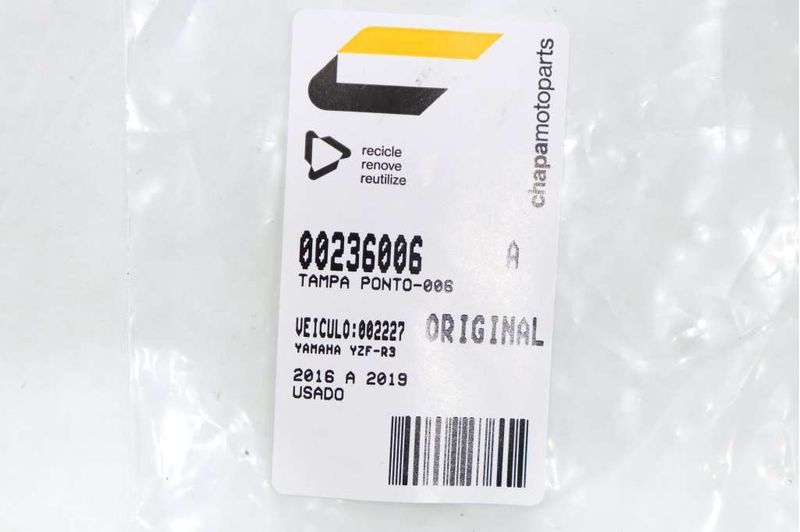 chapamotoparts
recicle
renove
reutilize
00236006 A
TAMPA PONTO-006
VEICULO:002227 ORIGINAL
YAMAHA YZF-R3
2016 A 2019
USADO